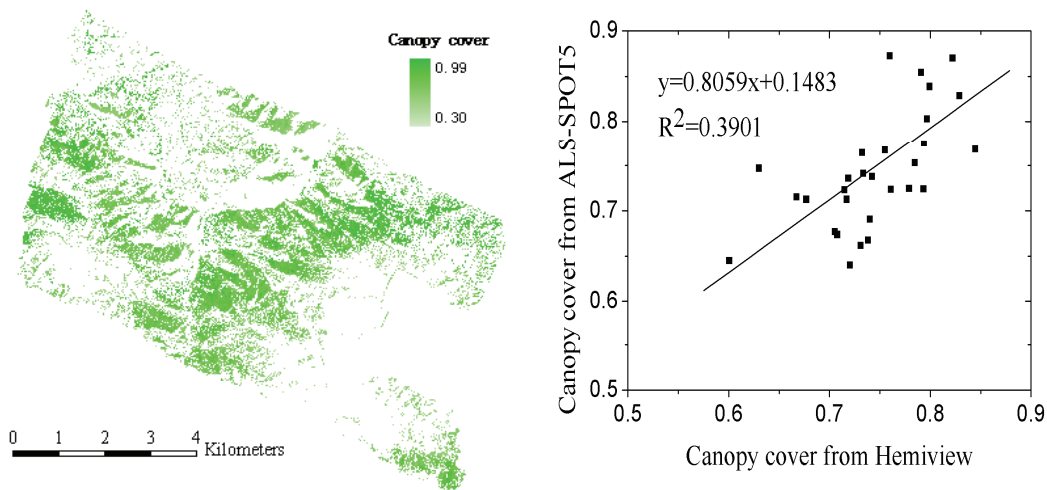 Canopy cover
0.99
0.30
0 1 2 3 4
Kilometers
Canopy cover from ALS-SPOT5
0.9
0.8
0.7
0.6
0.5
y=0.8059x+0.1483
R²=0.3901
0.5 0.6 0.7 0.8 0.9
Canopy cover from Hemiview